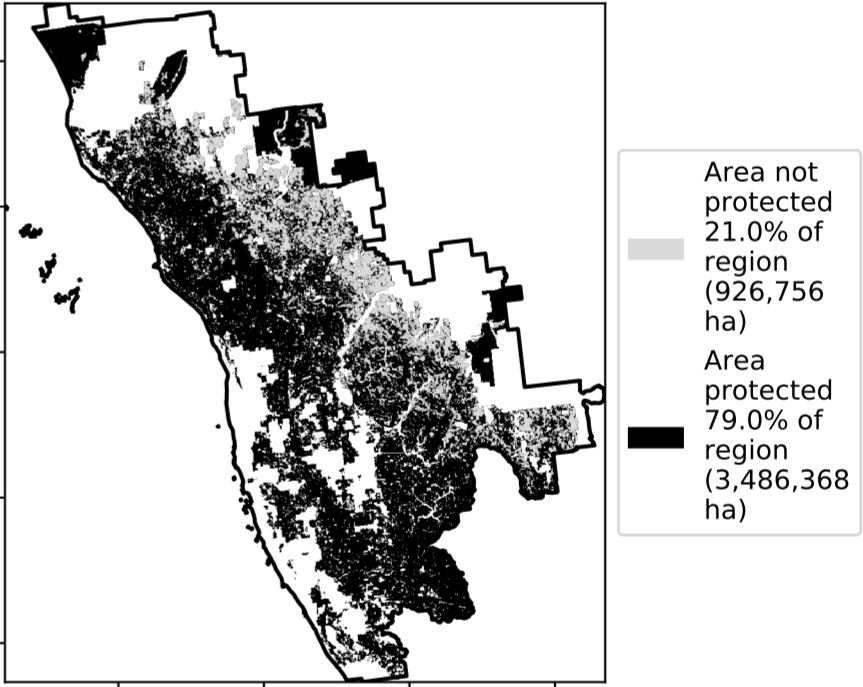 Area not
protected
21.0% of
region
(926,756
ha)
Area
protected
79.0% of
region
(3,486,368
ha)